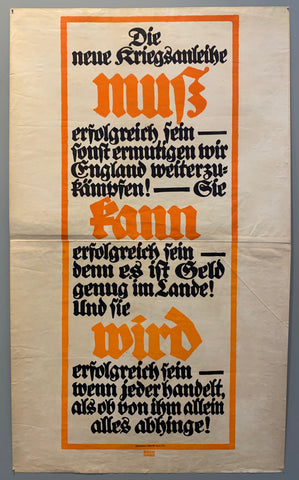 Die
neue Kriegsanleihe
muß
erfolgreich sein —
sonst ermutigen wir
England weiterzu-
kämpfen! — Sie
kann
erfolgreich sein —
denn es ist Geld
genug im Lande!
Und sie
wird
erfolgreich sein —
wenn jeder handelt,
als ob von ihm allein
alles abhinge!